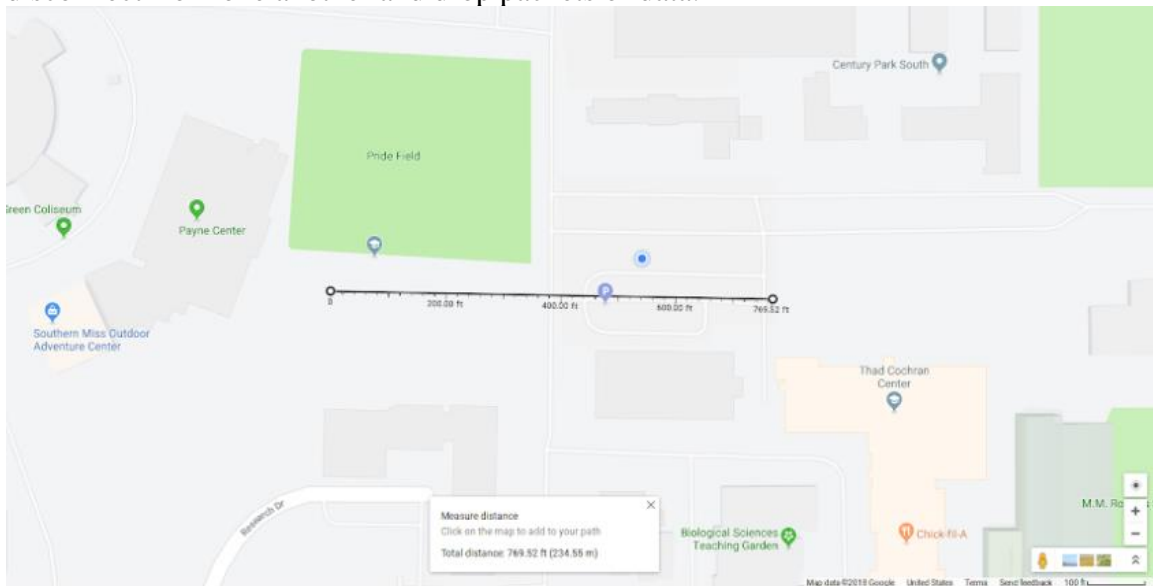 Century Park South
Pride Field
Green Coliseum
Payne Center
P
0
200.00 ft
400.00 ft
600.00 ft
769.52 ft
Southern Miss Outdoor
Adventure Center
Thad Cochran
Center
Research Dr
Measure distance
Click on the map to add to your path
Total distance: 769.52 ft (234.55 m)
Biological Sciences
Teaching Garden
Chick-fil-A
M.M. Ro
Map data ©2018 Google United States Terms Send feedback 100 ft